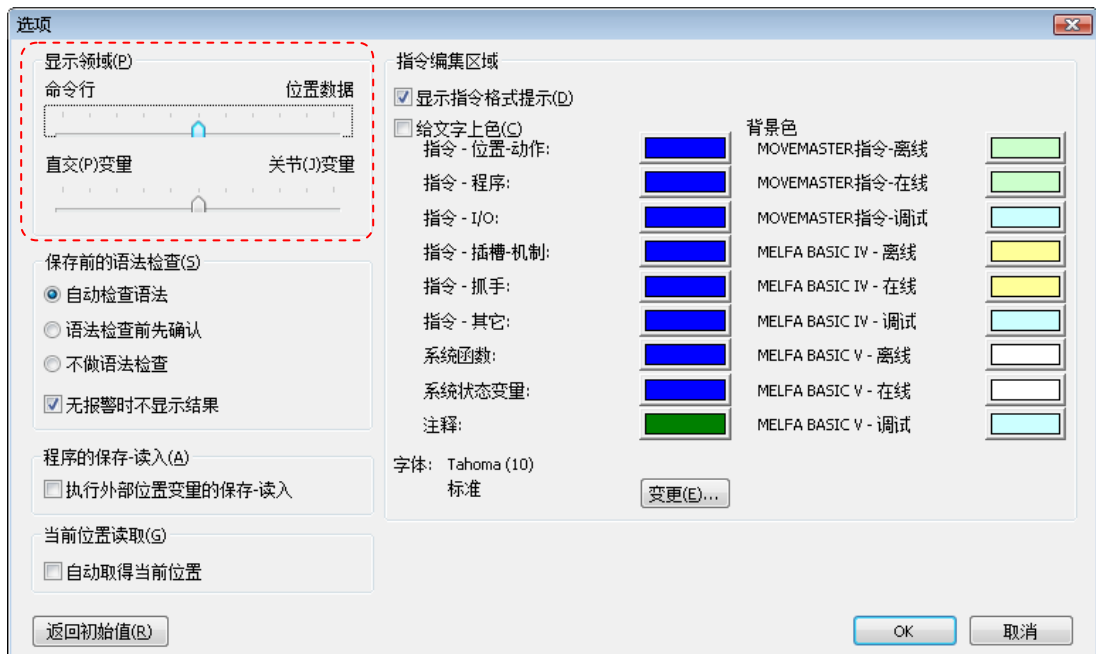 选项
显示领域(P)
命令行 位置数据
直交(P)变量 关节(J)变量
保存前的语法检查(S)
自动检查语法
语法检查前先确认
不做语法检查
无报警时不显示结果
程序的保存-读入(A)
执行外部位置变量的保存-读入
当前位置读取(G)
自动取得当前位置
返回初始值(R)
指令编集区域
显示指令格式提示(D)
给文字上色(C)
指令 - 位置-动作:
指令 - 程序:
指令 - I/O:
指令 - 插槽-机制:
指令 - 抓手:
指令 - 其它:
系统函数:
系统状态变量:
注释:
背景色
MOVEMASTER指令-离线
MOVEMASTER指令-在线
MOVEMASTER指令-调试
MELFA BASIC IV - 离线
MELFA BASIC IV - 在线
MELFA BASIC IV - 调试
MELFA BASIC V - 离线
MELFA BASIC V - 在线
MELFA BASIC V - 调试
字体: Tahoma (10)
标准
变更(E)...
OK
取消